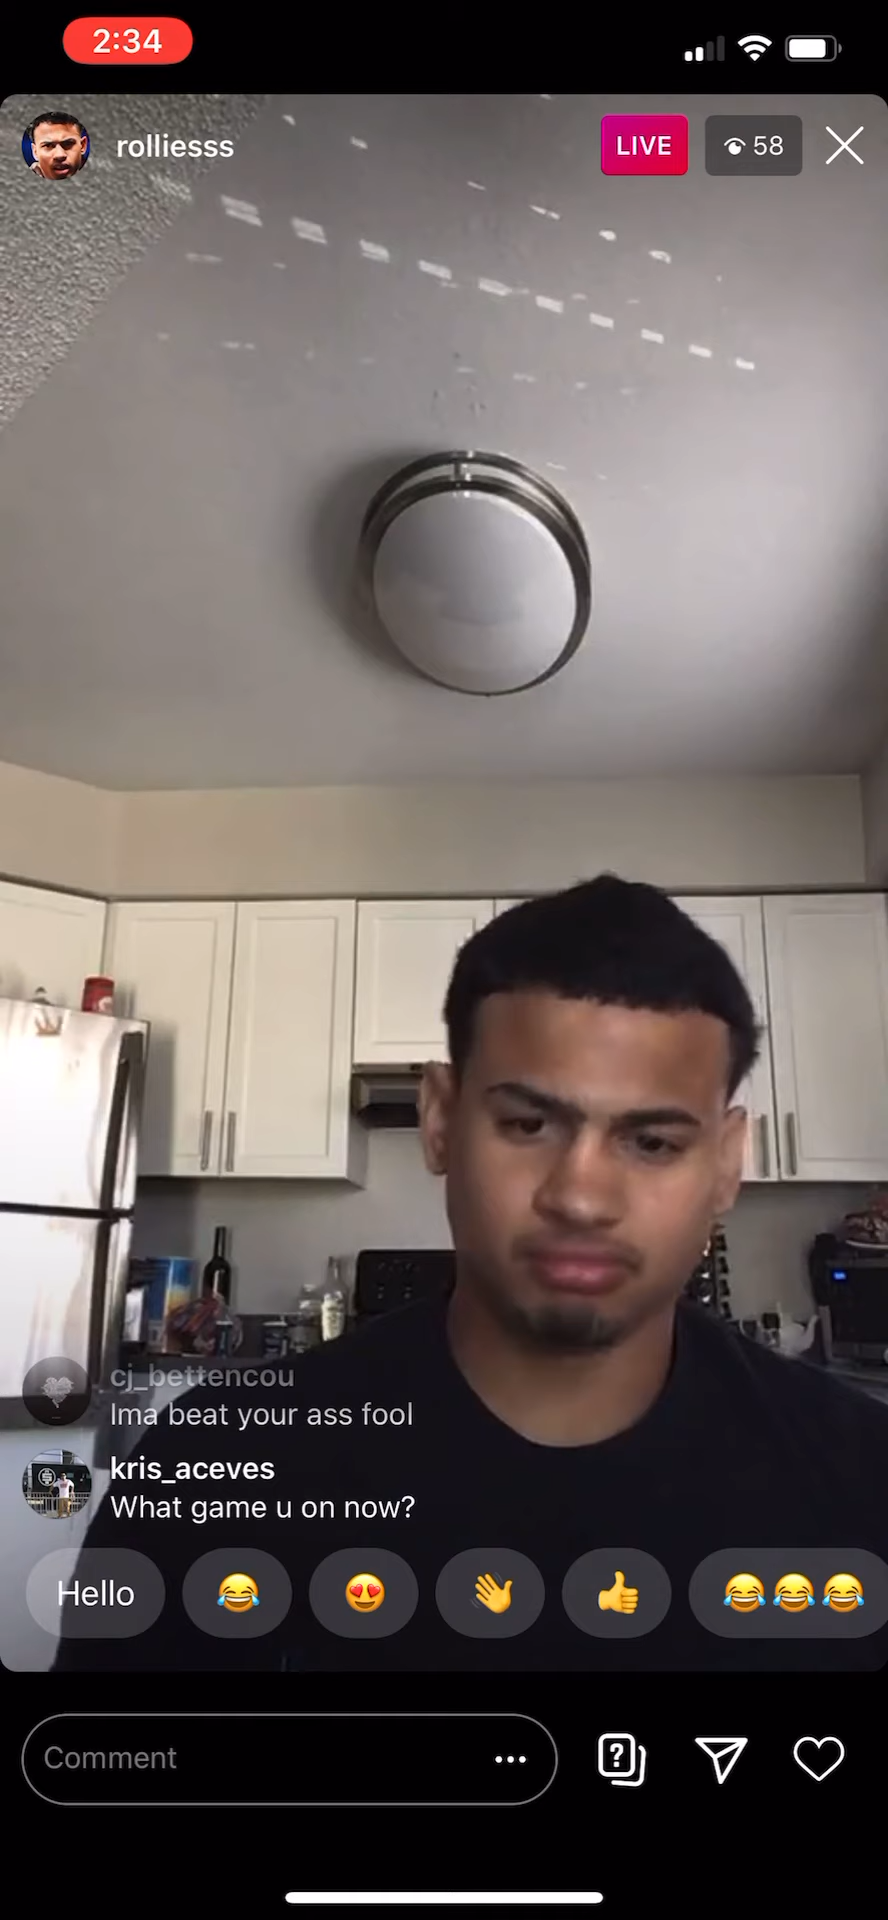 2:34
rolliesss
LIVE
58
cj_bettencou
Ima beat your ass fool
kris_aceves
What game u on now?
Hello
Comment